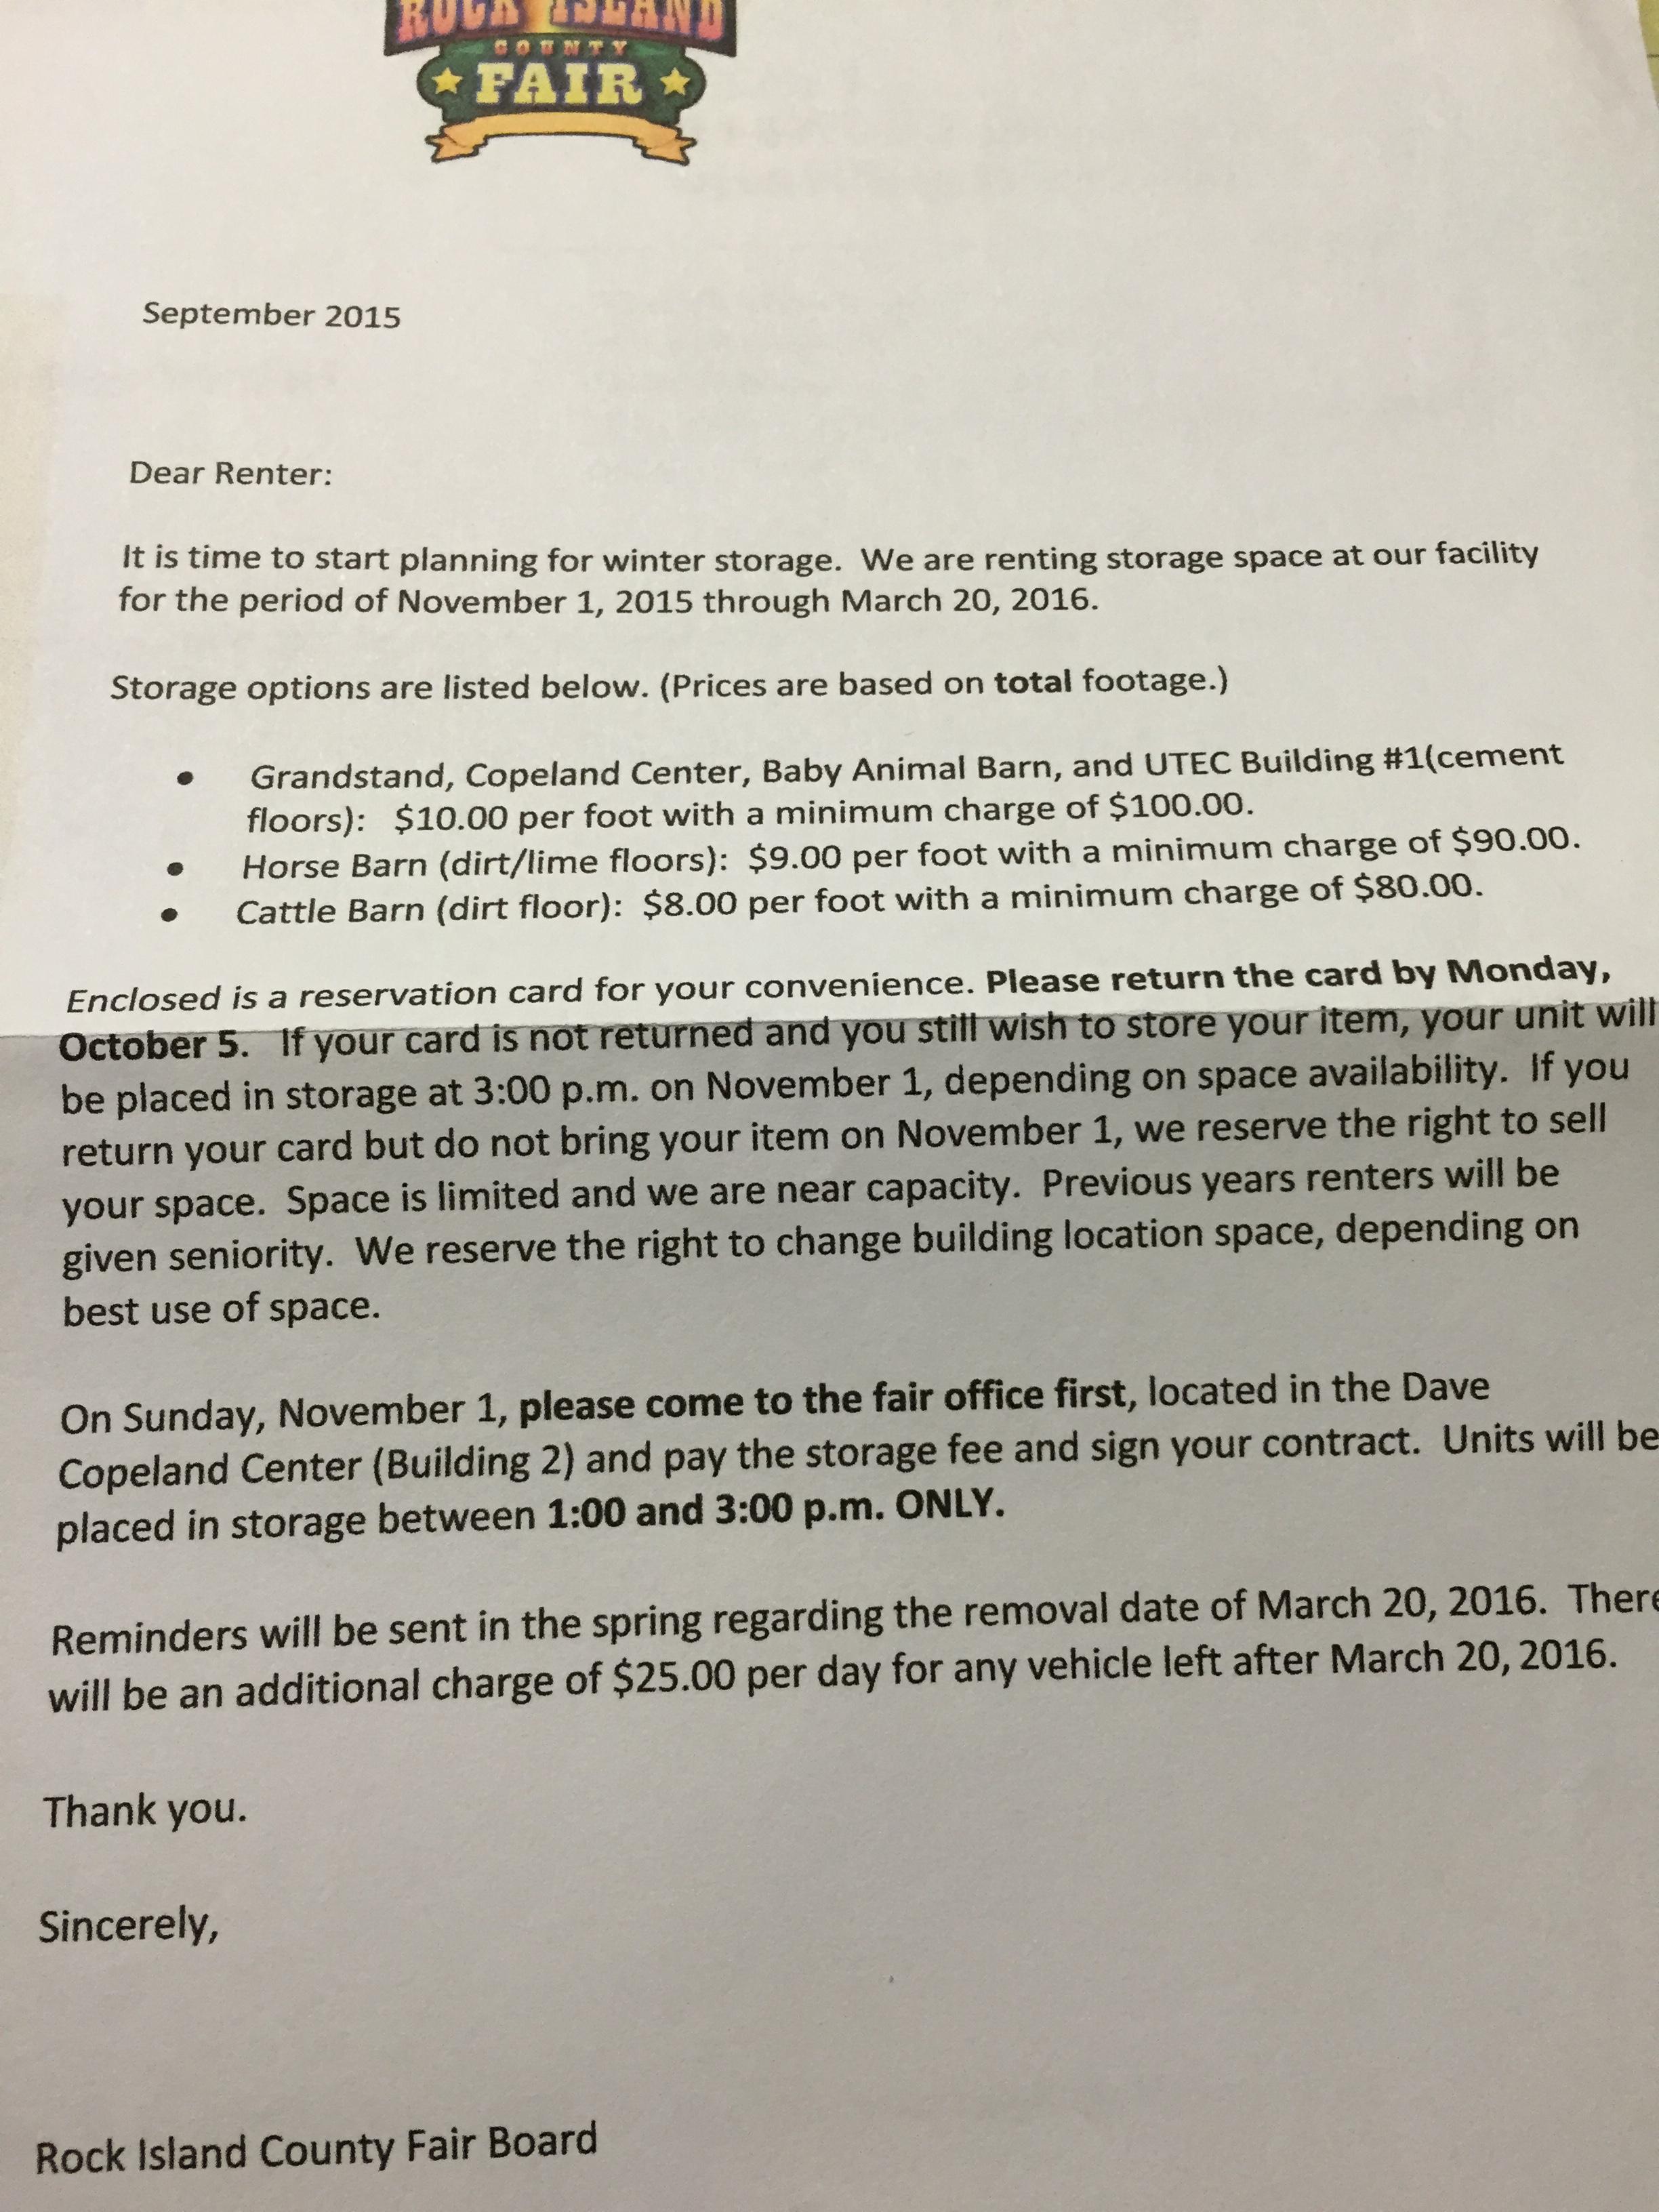 ROCK ISLAND
COUNTY
FAIR
September 2015
Dear Renter:
It is time to start planning for winter storage.  We are renting storage space at our facility
for the period of November 1, 2015 through March 20, 2016.
Storage options are listed below. (Prices are based on total footage.)
• Grandstand, Copeland Center, Baby Animal Barn, and UTEC Building #1(cement
floors):  $10.00 per foot with a minimum charge of $100.00.
• Horse Barn (dirt/lime floors):  $9.00 per foot with a minimum charge of $90.00.
• Cattle Barn (dirt floor):  $8.00 per foot with a minimum charge of $80.00.
Enclosed is a reservation card for your convenience. Please return the card by Monday,
October 5.  If your card is not returned and you still wish to store your item, your unit will
be placed in storage at 3:00 p.m. on November 1, depending on space availability.  If you
return your card but do not bring your item on November 1, we reserve the right to sell
your space.  Space is limited and we are near capacity.  Previous years renters will be
given seniority.  We reserve the right to change building location space, depending on
best use of space.
On Sunday, November 1, please come to the fair office first, located in the Dave
Copeland Center (Building 2) and pay the storage fee and sign your contract.  Units will be
placed in storage between 1:00 and 3:00 p.m. ONLY.
Reminders will be sent in the spring regarding the removal date of March 20, 2016.  There
will be an additional charge of $25.00 per day for any vehicle left after March 20, 2016.
Thank you.
Sincerely,
Rock Island County Fair Board